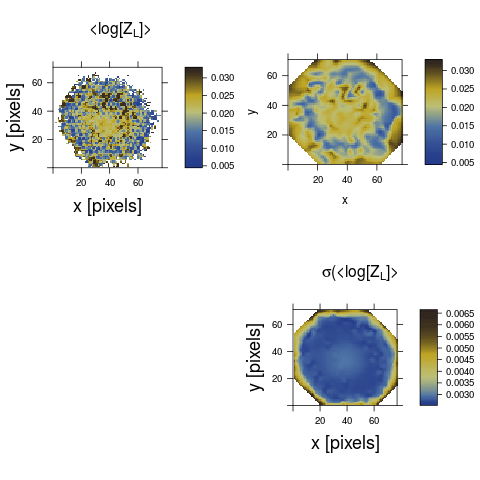 <log[Z_L]>
60
40
20
20 40 60
x [pixels]
y [pixels]
0.030
0.025
0.020
0.015
0.010
0.005
60
40
20
20 40 60
x
y
0.030
0.025
0.020
0.015
0.010
0.005
σ(<log[Z_L]>
60
40
20
20 40 60
x [pixels]
y [pixels]
0.0065
0.0060
0.0055
0.0050
0.0045
0.0040
0.0035
0.0030